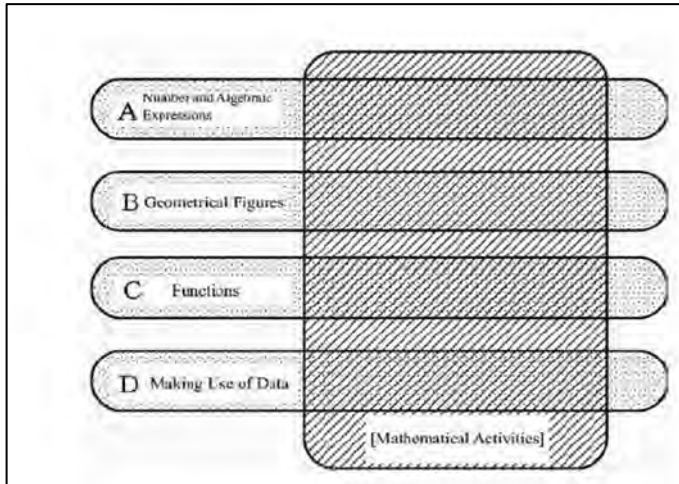 A Number and Algebraic
Expressions
B Geometrical Figures
C Functions
D Making Use of Data
[Mathematical Activities]